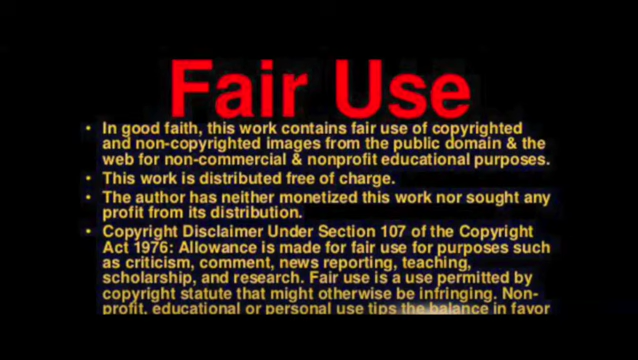 Fair Use
• In good faith, this work contains fair use of copyrighted
and non-copyrighted images from the public domain & the
web for non-commercial & nonprofit educational purposes.
• This work is distributed free of charge.
• The author has neither monetized this work nor sought any
profit from its distribution.
• Copyright Disclaimer Under Section 107 of the Copyright
Act 1976: Allowance is made for fair use for purposes such
as criticism, comment, news reporting, teaching,
scholarship, and research. Fair use is a use permitted by
copyright statute that might otherwise be infringing. Non-
profit, educational or personal use tips the balance in favor